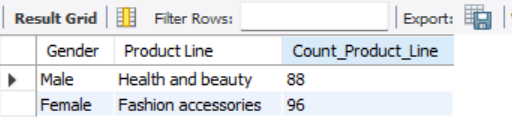 Result Grid Filter Rows: Export:
Gender Product Line Count_Product_Line
Male Health and beauty 88
Female Fashion accessories 96